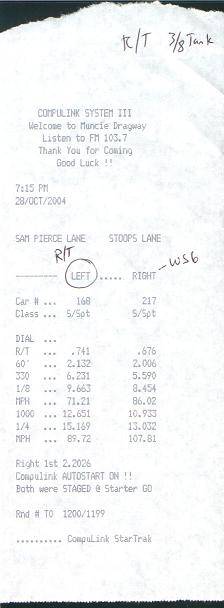 R/T 3/8 Tank
COMPULINK SYSTEM III
Welcome to Muncie Dragway
Listen to FM 103.7
Thank You for Coming
Good Luck !!
7:15 PM
28/OCT/2004
SAM PIERCE LANE STOOPS LANE
R/T
--------- LEFT ..... RIGHT -WS6
Car # ... 168 217
Class ... S/Spt S/Spt
DIAL ...
R/T ... .741 .676
60' ... 2.132 2.006
330 ... 6.231 5.590
1/8 ... 9.663 8.454
MPH ... 71.21 86.02
1000 ... 12.651 10.933
1/4 ... 15.169 13.032
MPH ... 89.72 107.81
Right 1st 2.2026
Compulink AUTOSTART ON !!
Both were STAGED @ Starter GO
Rnd # TO 1200/1199
.......... CompuLink StarTrak